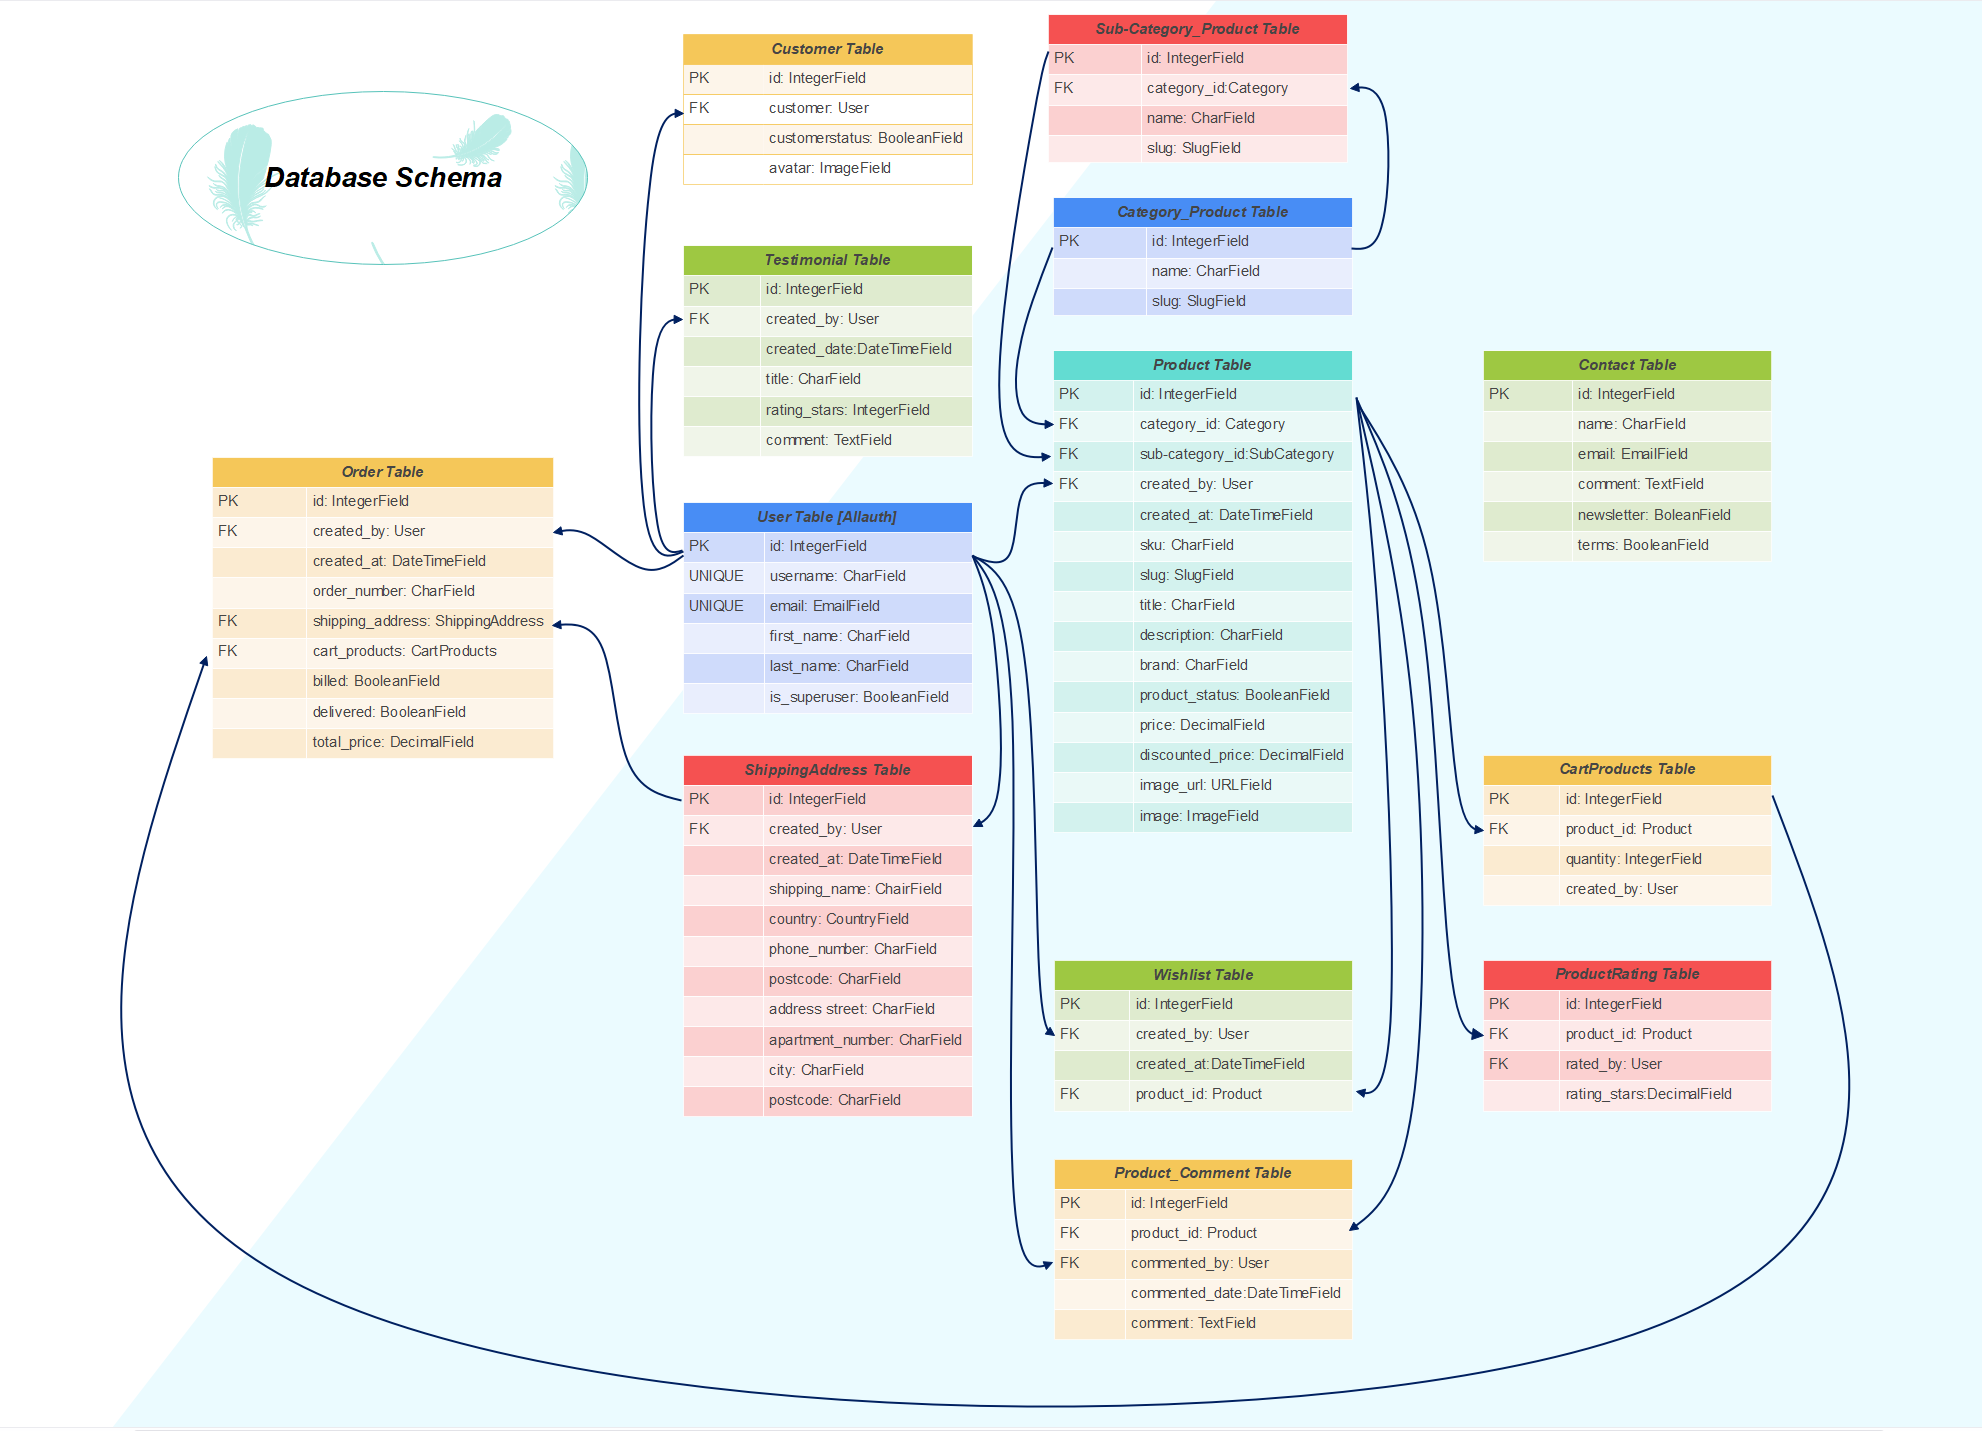 Database Schema
Customer Table
PK id: IntegerField
FK customer: User
customerstatus: BooleanField
avatar: ImageField
Sub-Category_Product Table
PK id: IntegerField
FK category_id:Category
name: CharField
slug: SlugField
Category_Product Table
PK id: IntegerField
name: CharField
slug: SlugField
Testimonial Table
PK id: IntegerField
FK created_by: User
created_date:DateTimeField
title: CharField
rating_stars: IntegerField
comment: TextField
Product Table
PK id: IntegerField
FK category_id: Category
FK sub-category_id:SubCategory
FK created_by: User
created_at: DateTimeField
sku: CharField
slug: SlugField
title: CharField
description: CharField
brand: CharField
product_status: BooleanField
price: DecimalField
discounted_price: DecimalField
image_url: URLField
image: ImageField
Contact Table
PK id: IntegerField
name: CharField
email: EmailField
comment: TextField
newsletter: BoleanField
terms: BooleanField
Order Table
PK id: IntegerField
FK created_by: User
created_at: DateTimeField
order_number: CharField
FK shipping_address: ShippingAddress
FK cart_products: CartProducts
billed: BooleanField
delivered: BooleanField
total_price: DecimalField
User Table [Allauth]
PK id: IntegerField
UNIQUE username: CharField
UNIQUE email: EmailField
first_name: CharField
last_name: CharField
is_superuser: BooleanField
ShippingAddress Table
PK id: IntegerField
FK created_by: User
created_at: DateTimeField
shipping_name: ChairField
country: CountryField
phone_number: CharField
postcode: CharField
address street: CharField
apartment_number: CharField
city: CharField
postcode: CharField
CartProducts Table
PK id: IntegerField
FK product_id: Product
quantity: IntegerField
created_by: User
Wishlist Table
PK id: IntegerField
FK created_by: User
created_at:DateTimeField
FK product_id: Product
ProductRating Table
PK id: IntegerField
FK product_id: Product
FK rated_by: User
rating_stars:DecimalField
Product_Comment Table
PK id: IntegerField
FK product_id: Product
FK commented_by: User
commented_date:DateTimeField
comment: TextField